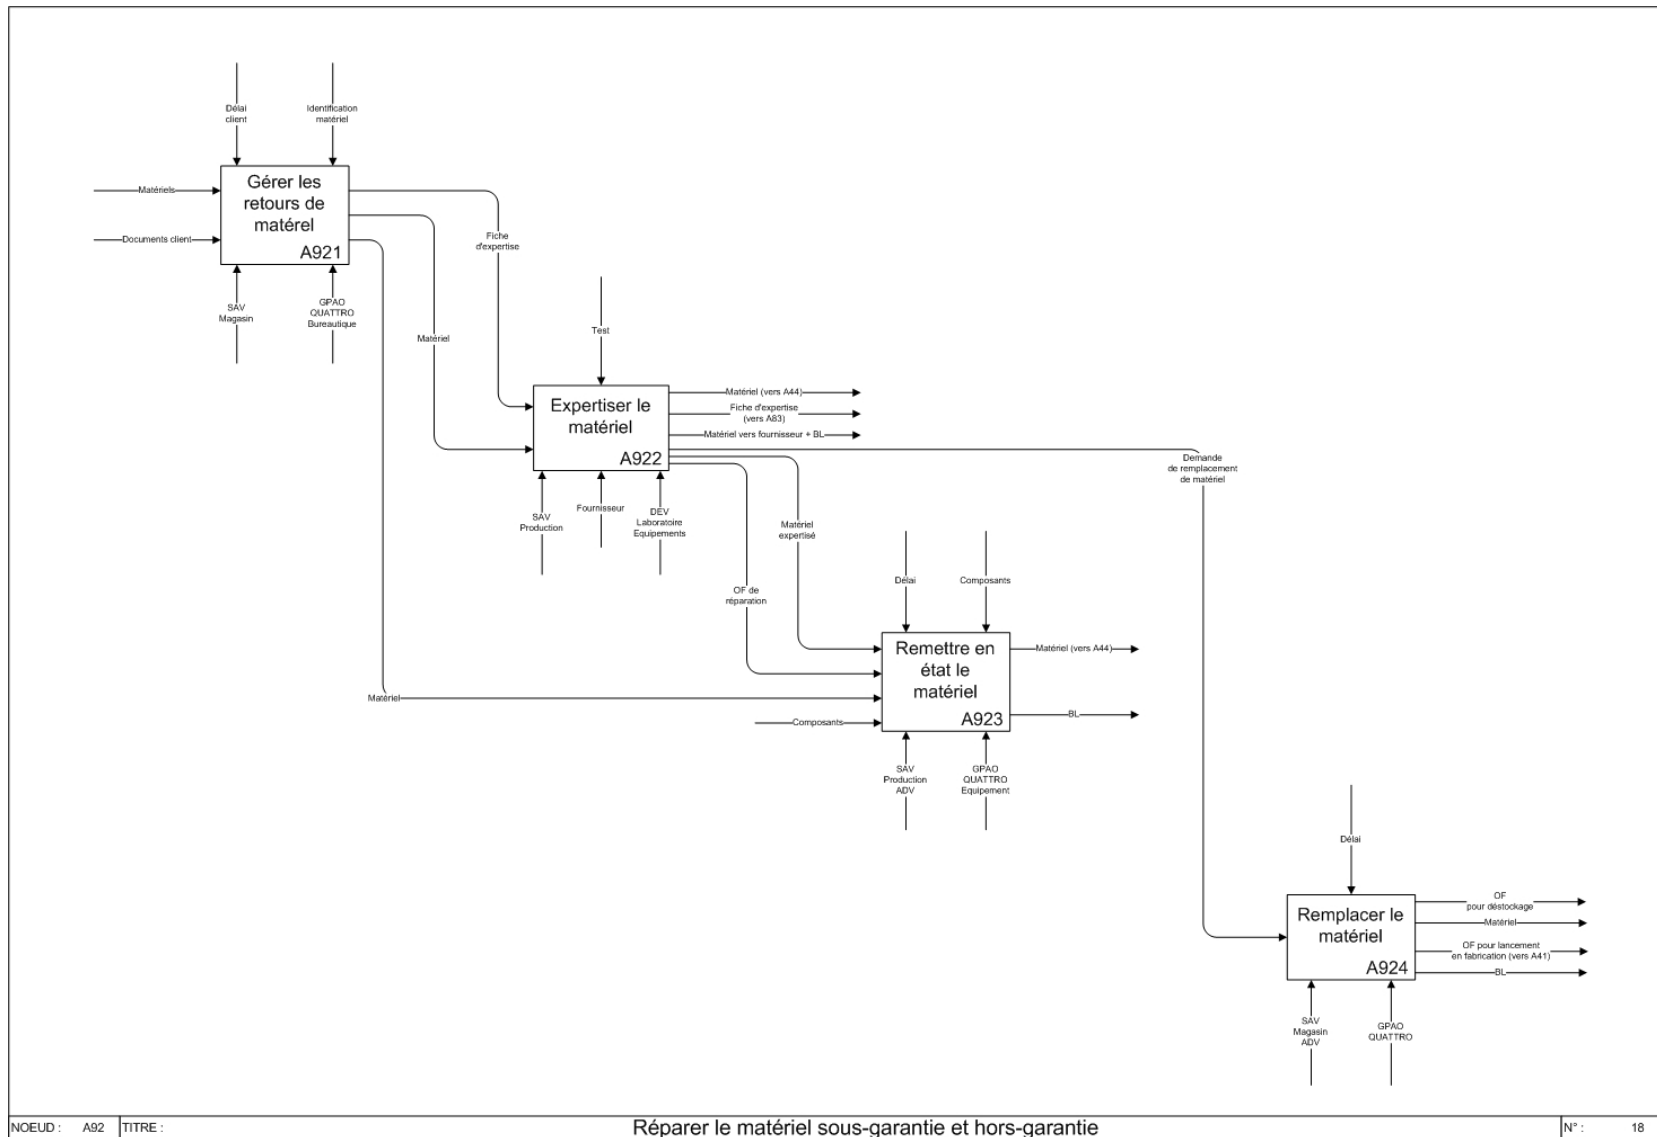 Délai
client
Identification
matériel
Matériels
Documents client
Gérer les
retours de
matérel
A921
SAV
Magasin
GPAO
QUATTRO
Bureautique
Fiche
d'expertise
Matériel
Matériel
Test
Expertiser le
matériel
A922
Matériel (vers A44)
Fiche d'expertise
(vers A83)
Matériel vers fournisseur + BL
Demande
de remplacement
de matériel
SAV
Production
Fournisseur
DEV
Laboratoire
Equipements
Matériel
expertisé
OF de
réparation
Délai
Composants
Composants
Remettre en
état le
matériel
A923
Matériel (vers A44)
BL
SAV
Production
ADV
GPAO
QUATTRO
Equipement
Délai
Remplacer le
matériel
A924
OF
pour déstockage
Matériel
OF pour lancement
en fabrication (vers A41)
BL
SAV
Magasin
ADV
GPAO
QUATTRO
NOEUD : A92 TITRE : Réparer le matériel sous-garantie et hors-garantie N° : 18